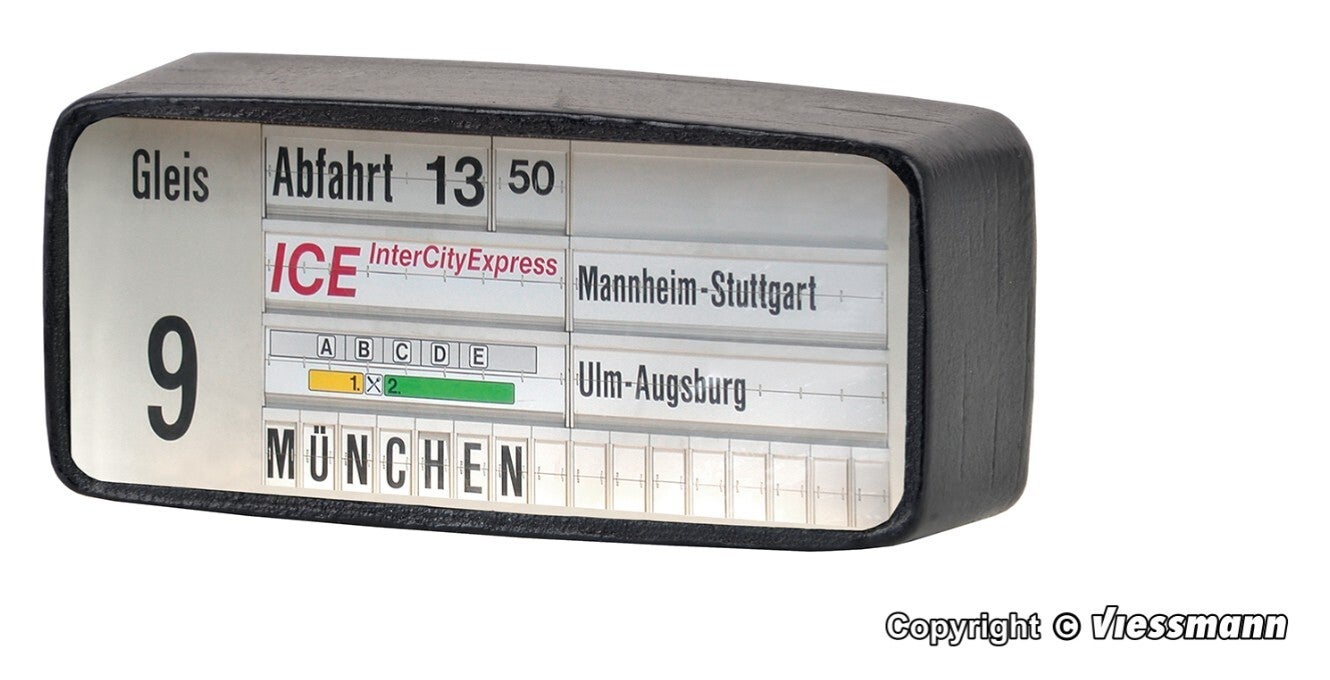 Gleis
9
Abfahrt 13 50
ICE InterCityExpress
A B C D E
1. 2.
MÜNCHEN
Mannheim-Stuttgart
Ulm-Augsburg
Copyright © Viessmann